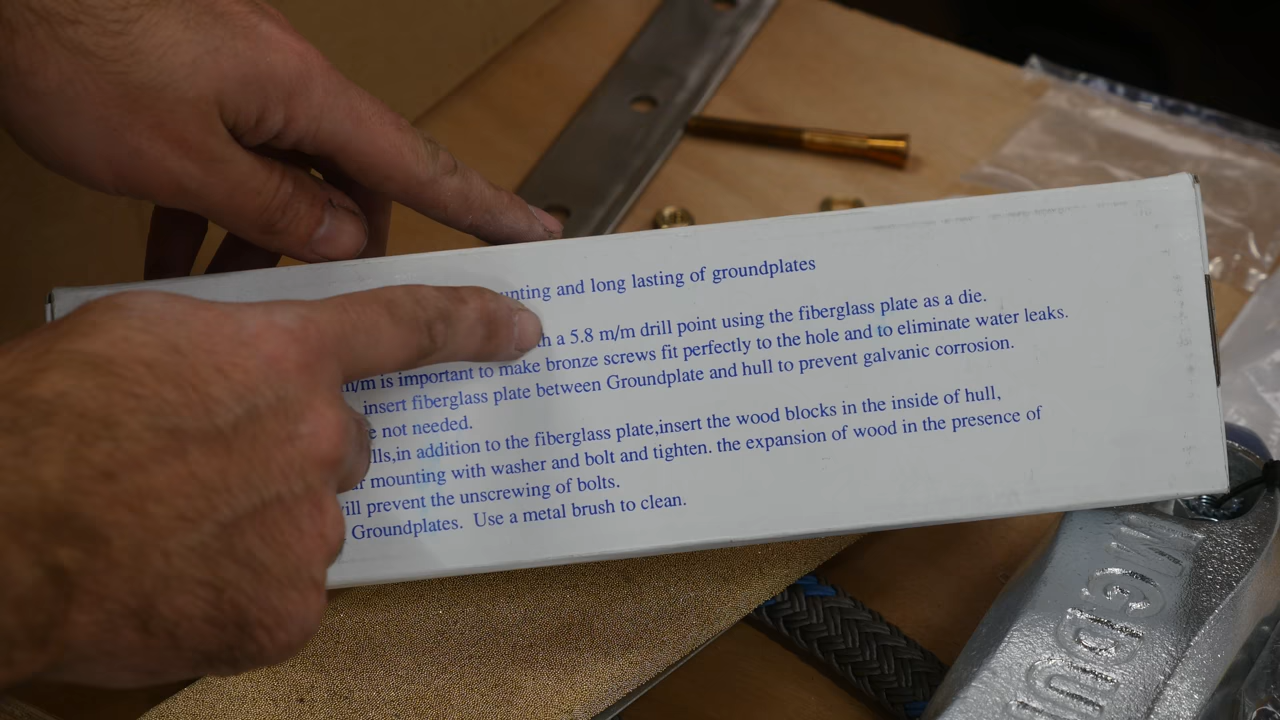 and long lasting of groundplates
a 5.8 m/m drill point using the fiberglass plate as a die.
m/m is important to make bronze screws fit perfectly to the hole and to eliminate water leaks.
insert fiberglass plate between Groundplate and hull to prevent galvanic corrosion.
not needed.
in addition to the fiberglass plate,insert the wood blocks in the inside of hull,
mounting with washer and bolt and tighten. the expansion of wood in the presence of
will prevent the unscrewing of bolts.
Groundplates. Use a metal brush to clean.